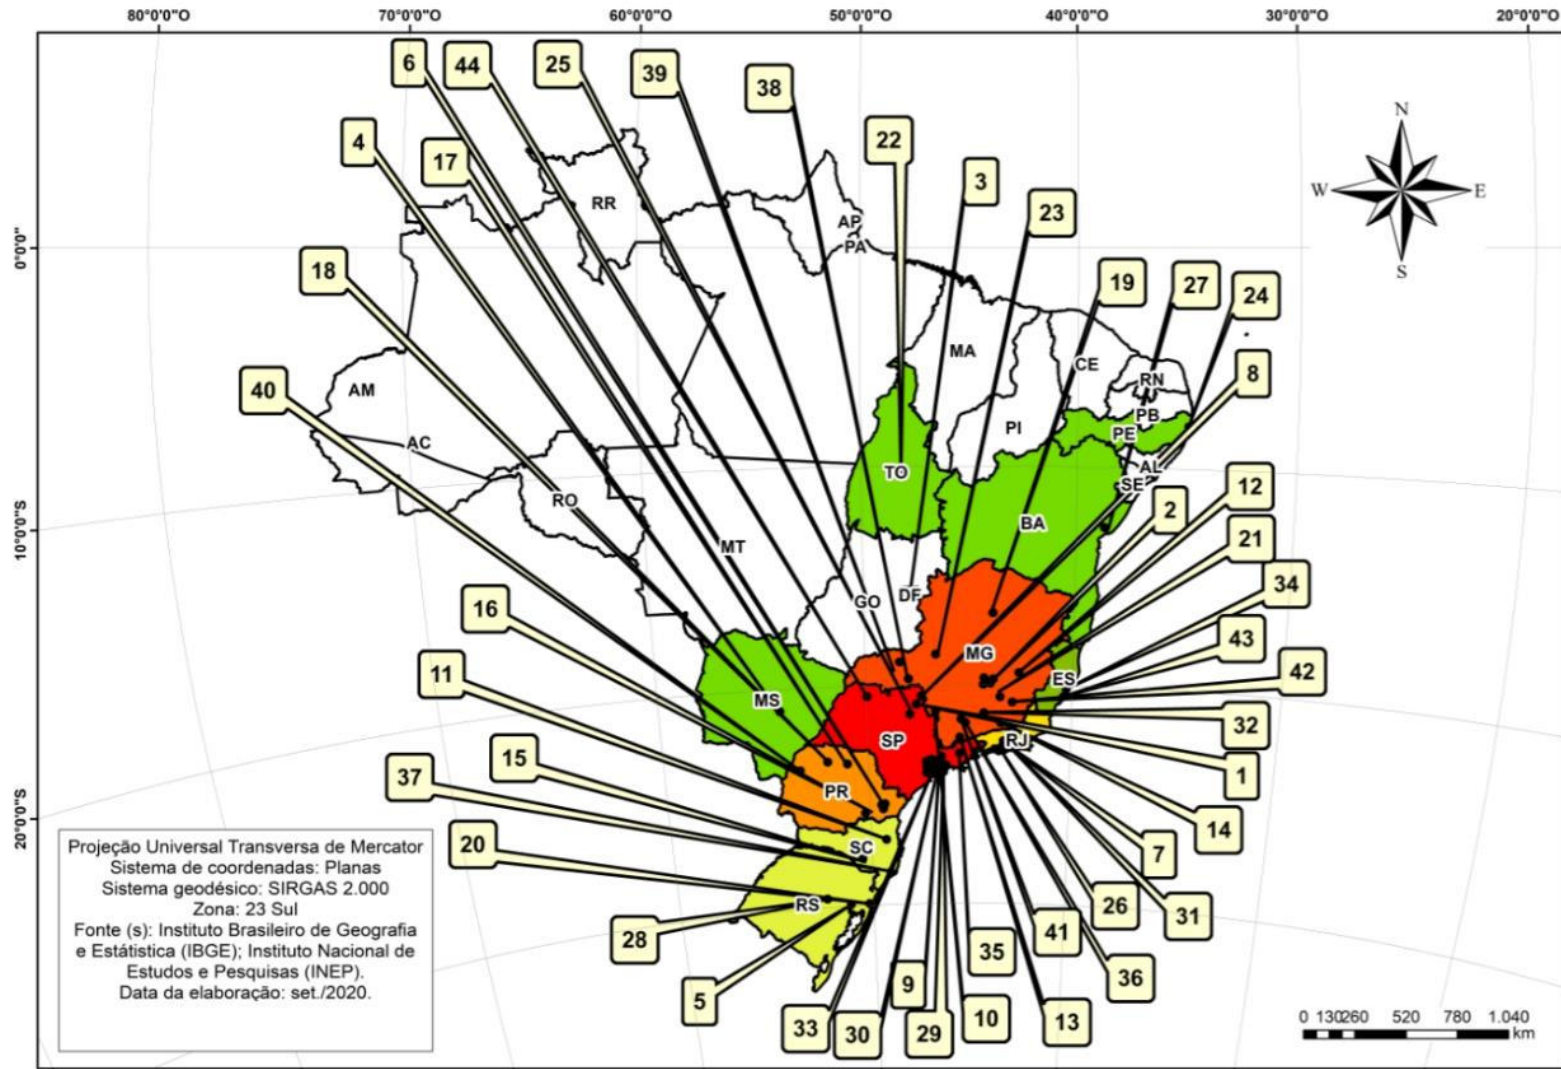 80°0'0"O 70°0'0"O 60°0'0"O 50°0'0"O 40°0'0"O 30°0'0"O 20°0'0"O
6 44 25 39 38
4 17 22 3 23
N
W E
S
RR AP
PA
0°0'0"
18 19 27 24
40 8
AM AC RO MT MA CE RN
PB
PI PE
AL
TO SE
BA
10°0'0"S
2 12
21
34
GO DF
16 MG 43
11 MS ES 42
32
SP RJ 1
15
37 PR 14
20°0'0"S
20 SC 7
RS 26 31
28 35 41 36
5 9 10 13
33 30 29
Projeção Universal Transversa de Mercator
Sistema de coordenadas: Planas
Sistema geodésico: SIRGAS 2.000
Zona: 23 Sul
Fonte (s): Instituto Brasileiro de Geografia
e Estátistica (IBGE); Instituto Nacional de
Estudos e Pesquisas (INEP).
Data da elaboração: set./2020.
0 130260 520 780 1.040
km